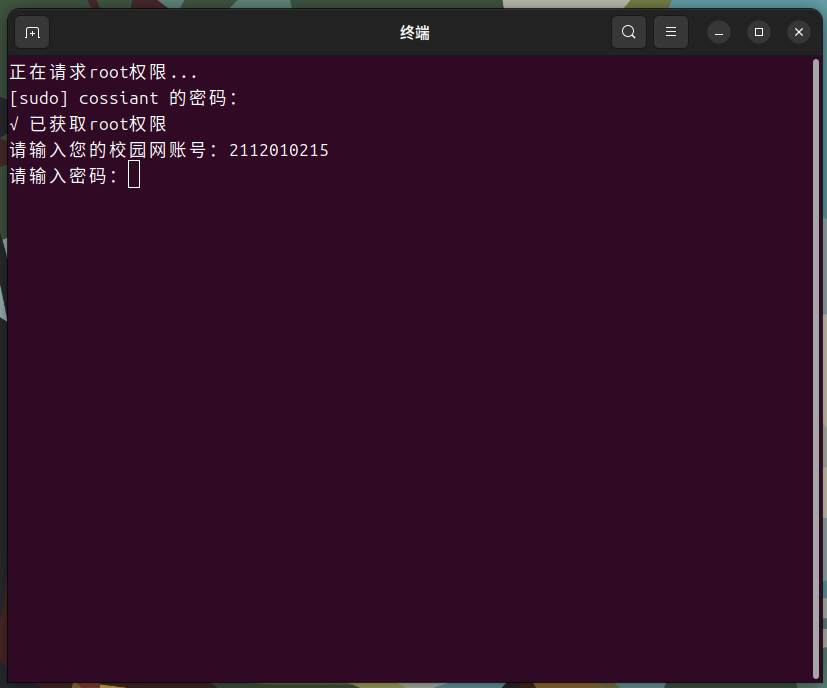 终端
正在请求root权限...
[sudo] cossiant 的密码：
√ 已获取root权限
请输入您的校园网账号：2112010215
请输入密码：